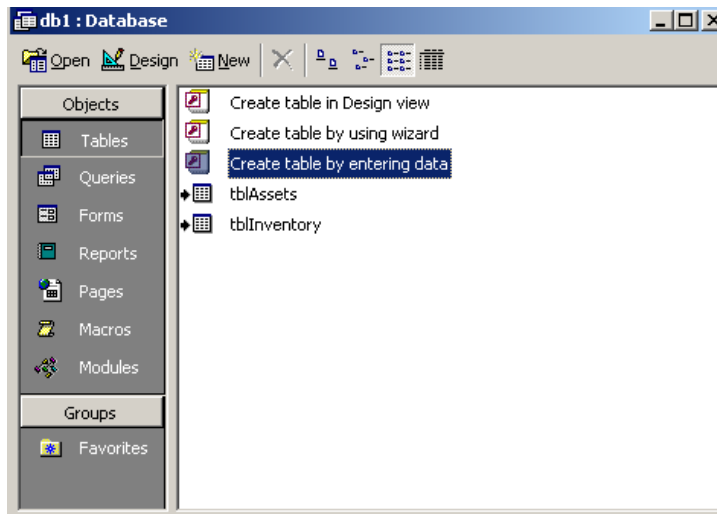 db1 : Database
Open Design New
Objects
Tables
Queries
Forms
Reports
Pages
Macros
Modules
Groups
Favorites
Create table in Design view
Create table by using wizard
Create table by entering data
tblAssets
tblInventory